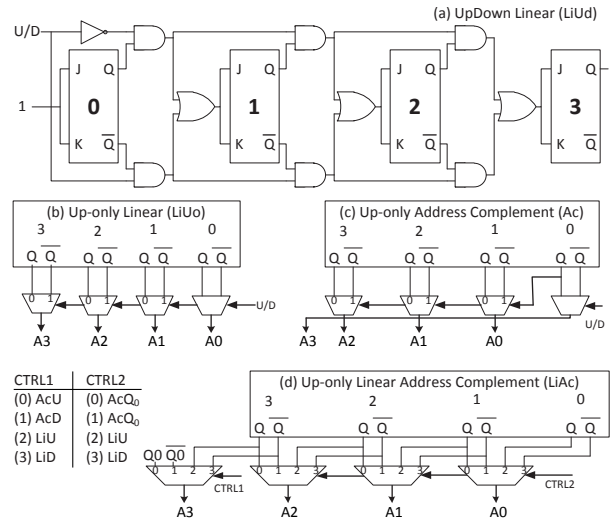 (a) UpDown Linear (LiUd)
U/D
J Q J Q J Q J Q
1 0 1 2 3
K Q K Q K Q K Q
(b) Up-only Linear (LiUo)
3 2 1 0
Q Q Q Q Q Q Q Q
0 1 0 1 0 1
U/D
A3 A2 A1 A0
(c) Up-only Address Complement (Ac)
3 2 1 0
Q Q Q Q Q Q Q Q
0 1 0 1 0 1
U/D
A3 A2 A1 A0
CTRL1 CTRL2
(0) AcU (0) AcQ₀
(1) AcD (1) AcQ₀
(2) LiU (2) LiU
(3) LiD (3) LiD
(d) Up-only Linear Address Complement (LiAc)
3 2 1 0
Q Q Q Q Q Q Q Q
Q0 Q0
0 1 2 3 0 1 2 3 0 1 2 3 0 1 2 3
CTRL1 CTRL2
A3 A2 A1 A0